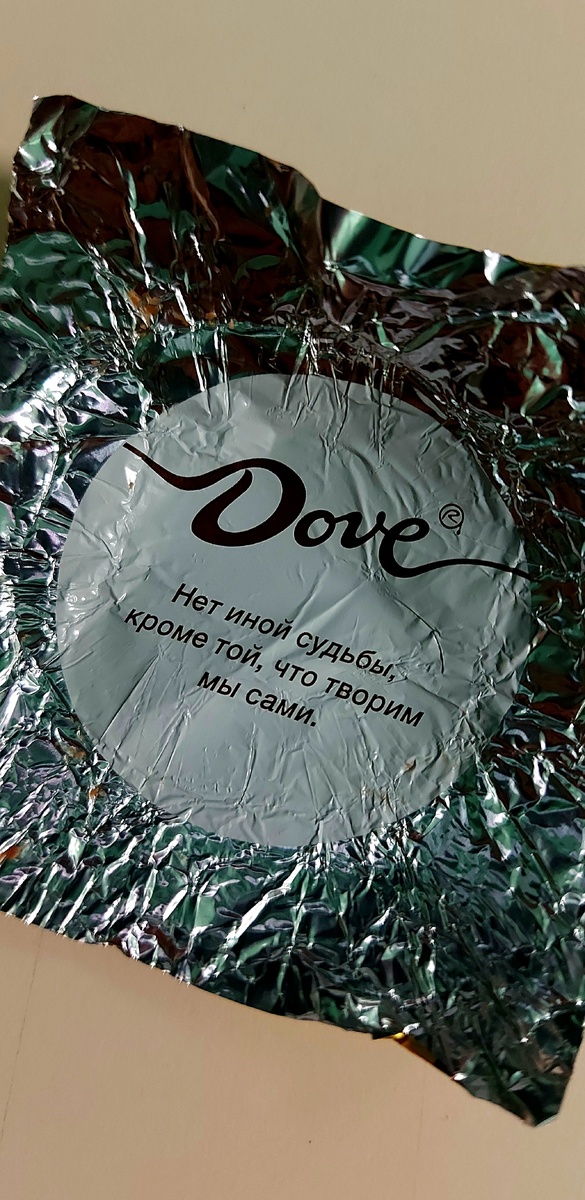 Dove ®
Нет иной судьбы,
кроме той, что творим
мы сами.